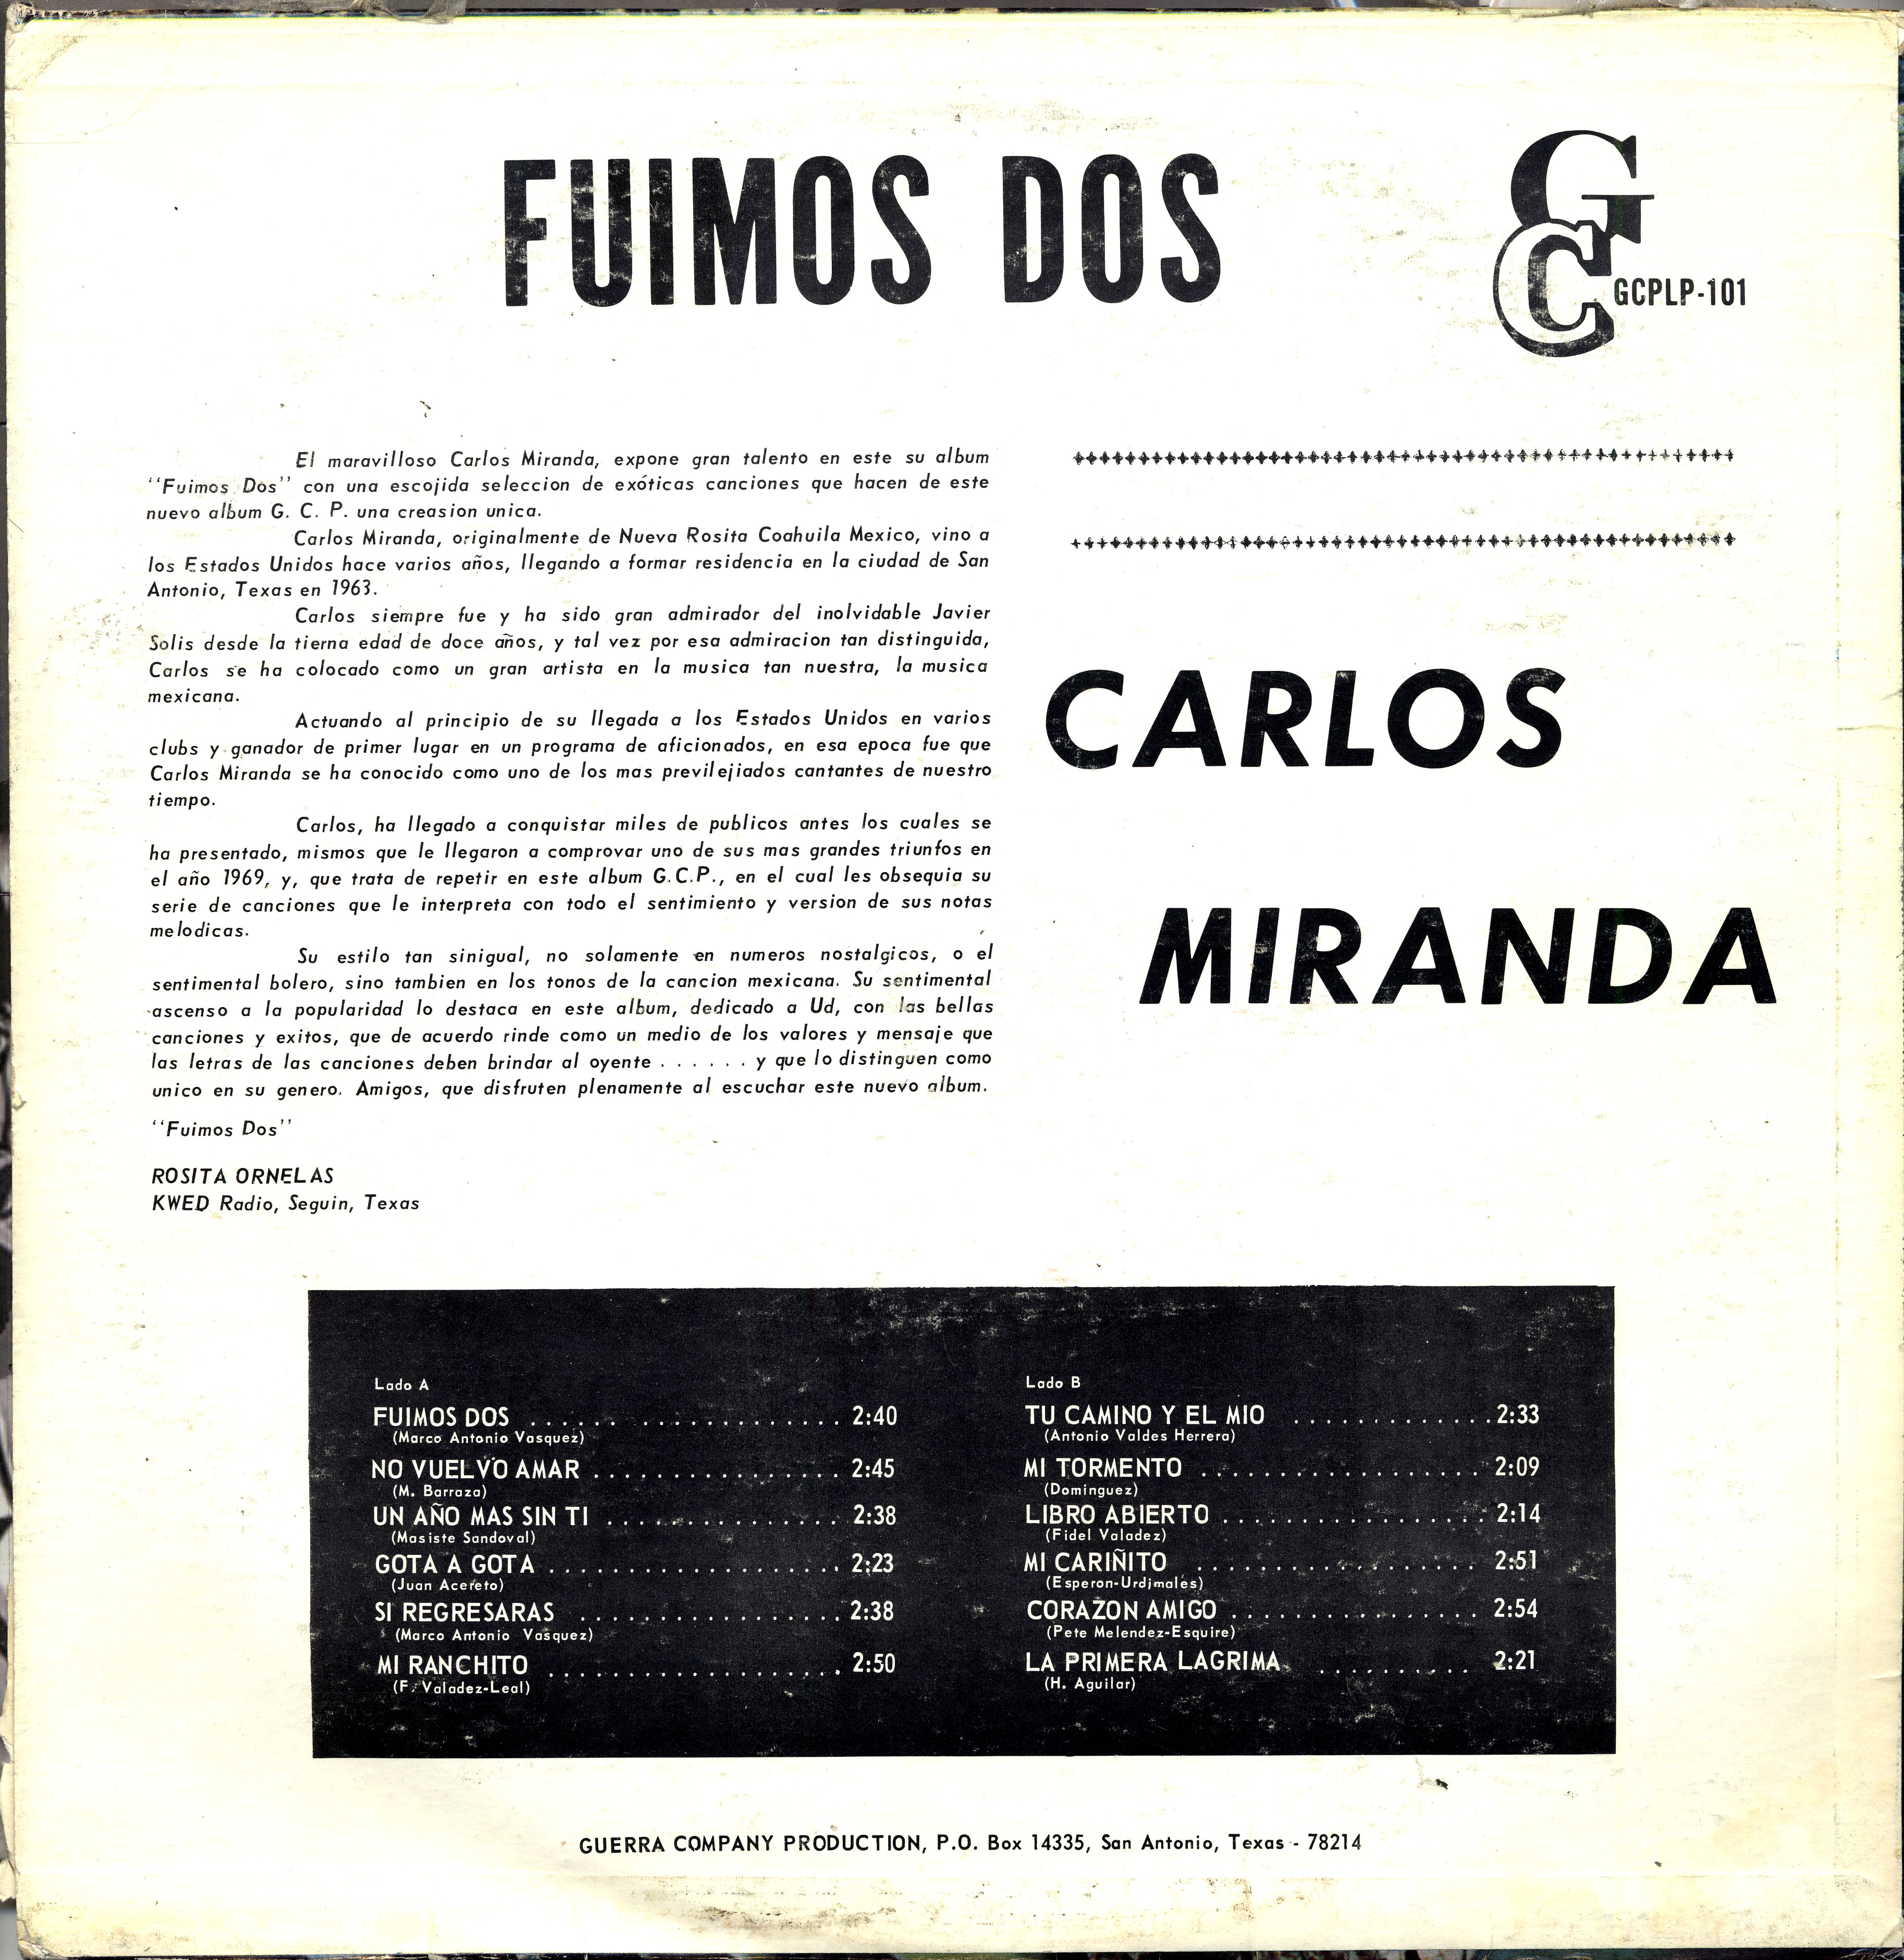 FUIMOS DOS
GC
GCPLP-101
El maravilloso Carlos Miranda, expone gran talento en este su album
"Fuimos Dos" con una escojida seleccion de exóticas canciones que hacen de este
nuevo album G. C. P. una creasion unica.
Carlos Miranda, originalmente de Nueva Rosita Coahuila Mexico, vino a
los Estados Unidos hace varios años, llegando a formar residencia en la ciudad de San
Antonio, Texas en 1963.
Carlos siempre fue y ha sido gran admirador del inolvidable Javier
Solis desde la tierna edad de doce años, y tal vez por esa admiracion tan distinguida,
Carlos se ha colocado como un gran artista en la musica tan nuestra, la musica
mexicana.
Actuando al principio de su llegada a los Estados Unidos en varios
clubs y ganador de primer lugar en un programa de aficionados, en esa epoca fue que
Carlos Miranda se ha conocido como uno de los mas previlejiados cantantes de nuestro
tiempo.
Carlos, ha llegado a conquistar miles de publicos antes los cuales se
ha presentado, mismos que le llegaron a comprovar uno de sus mas grandes triunfos en
el año 1969, y, que trata de repetir en este album G.C.P., en el cual les obsequia su
serie de canciones que le interpreta con todo el sentimiento y version de sus notas
melodicas.
Su estilo tan sinigual, no solamente en numeros nostalgicos, o el
sentimental bolero, sino tambien en los tonos de la cancion mexicana. Su sentimental
ascenso a la popularidad lo destaca en este album, dedicado a Ud, con las bellas
canciones y exitos, que de acuerdo rinde como un medio de los valores y mensaje que
las letras de las canciones deben brindar al oyente . . . . . . y que lo distinguen como
unico en su genero. Amigos, que disfruten plenamente al escuchar este nuevo album.
"Fuimos Dos"
ROSITA ORNELAS
KWED Radio, Seguin, Texas
CARLOS
MIRANDA
Lado A
FUIMOS DOS . . . . . . . . . . . . . . . . . . . . 2:40
(Marco Antonio Vasquez)
NO VUELVO AMAR . . . . . . . . . . . . . . . . 2:45
(M. Barraza)
UN AÑO MAS SIN TI . . . . . . . . . . . . . . . 2:38
(Masiste Sandoval)
GOTA A GOTA . . . . . . . . . . . . . . . . . . . 2:23
(Juan Acereto)
SI REGRESARAS . . . . . . . . . . . . . . . . . 2:38
(Marco Antonio Vasquez)
MI RANCHITO . . . . . . . . . . . . . . . . . . . 2:50
(F. Valadez-Leal)
Lado B
TU CAMINO Y EL MIO . . . . . . . . . . . . . 2:33
(Antonio Valdes Herrera)
MI TORMENTO . . . . . . . . . . . . . . . . . . 2:09
(Domínguez)
LIBRO ABIERTO . . . . . . . . . . . . . . . . . 2:14
(Fidel Valadez)
MI CARIÑITO . . . . . . . . . . . . . . . . . . 2:51
(Esperon-Urdimales)
CORAZON AMIGO . . . . . . . . . . . . . . . . 2:54
(Pete Melendez-Esquire)
LA PRIMERA LAGRIMA . . . . . . . . . . 2:21
(H. Aguilar)
GUERRA COMPANY PRODUCTION, P.O. Box 14335, San Antonio, Texas - 78214